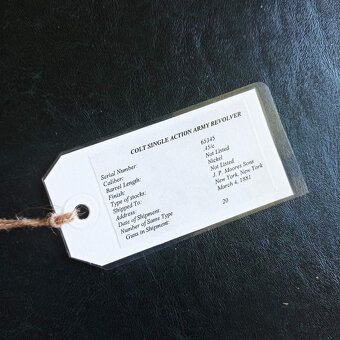 COLT SINGLE ACTION ARMY REVOLVER
Serial Number: 65345
Caliber: .45/c
Barrel Length: Not Listed
Finish: Nickel
Type of stocks: Not Listed
Shipped To: J. P. Moores Sons
Address: New York, New York
Date of Shipment: March 4, 1881
Number of Same Type
Guns in Shipment: 20